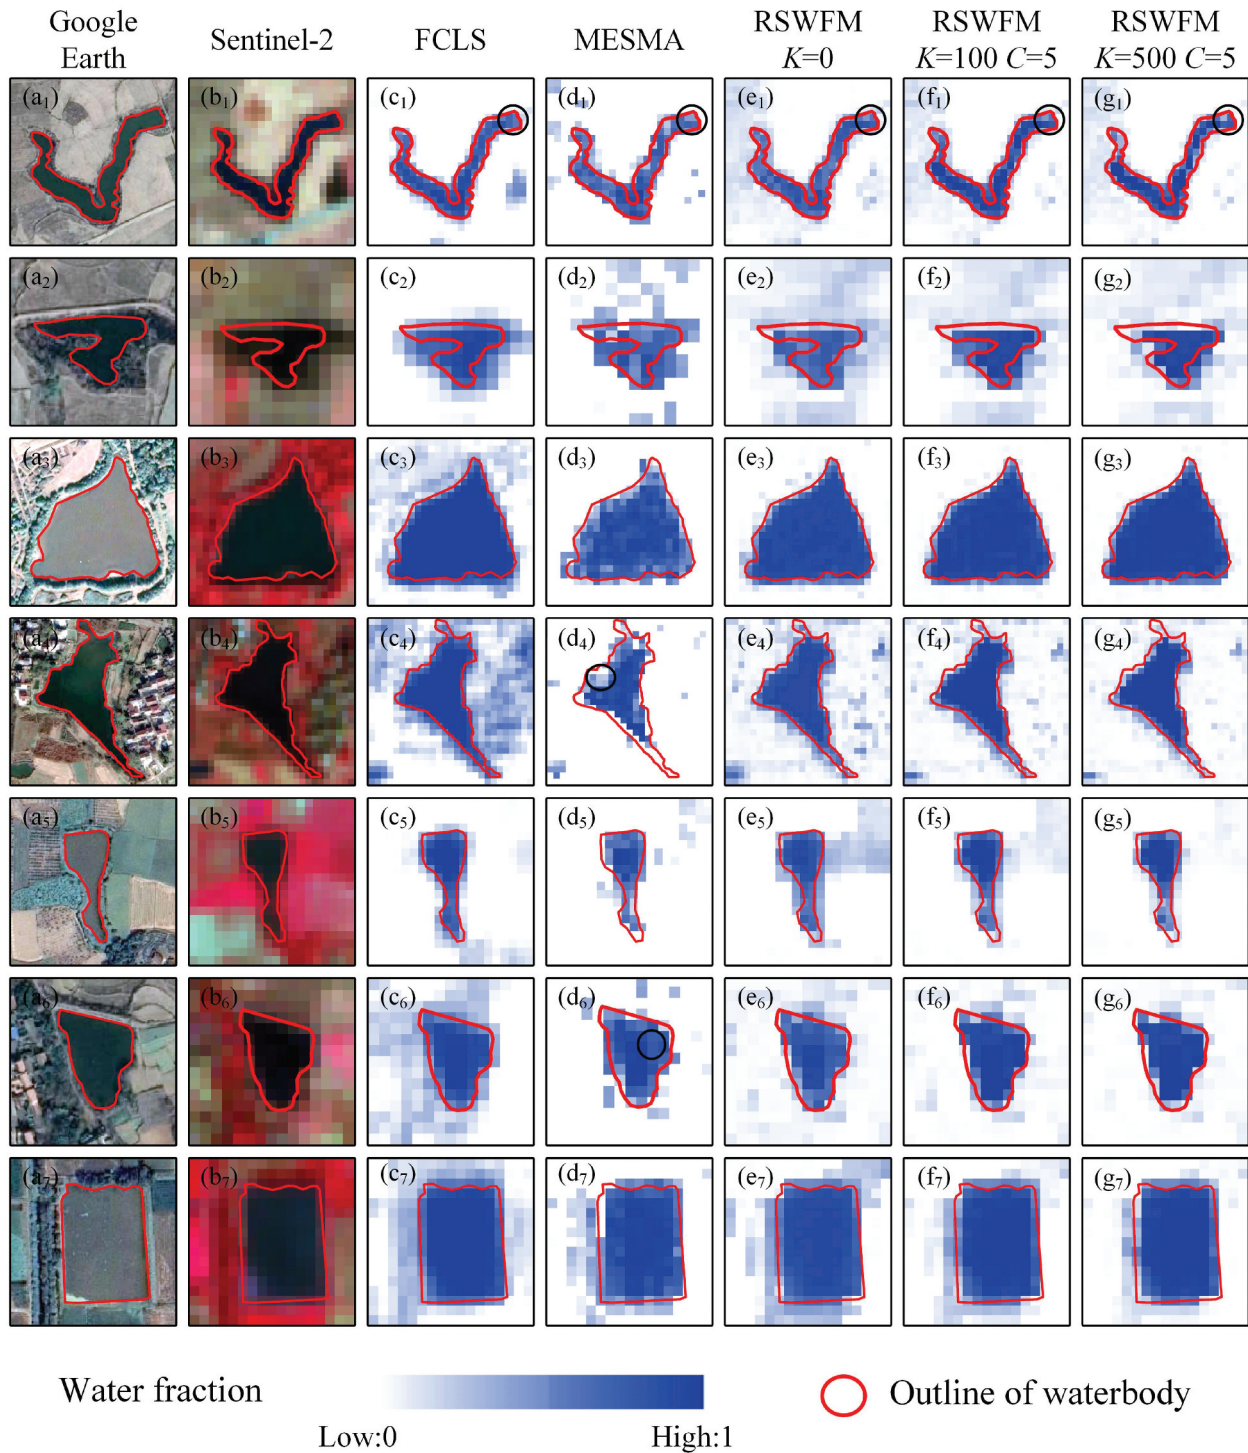 Google Earth
Sentinel-2
FCLS
MESMA
RSWFM K=0
RSWFM K=100 C=5
RSWFM K=500 C=5
(a₁) (b₁) (c₁) (d₁) (e₁) (f₁) (g₁)
(a₂) (b₂) (c₂) (d₂) (e₂) (f₂) (g₂)
(a₃) (b₃) (c₃) (d₃) (e₃) (f₃) (g₃)
(a₄) (b₄) (c₄) (d₄) (e₄) (f₄) (g₄)
(a₅) (b₅) (c₅) (d₅) (e₅) (f₅) (g₅)
(a₆) (b₆) (c₆) (d₆) (e₆) (f₆) (g₆)
(a₇) (b₇) (c₇) (d₇) (e₇) (f₇) (g₇)
Water fraction
Low:0 High:1
Outline of waterbody